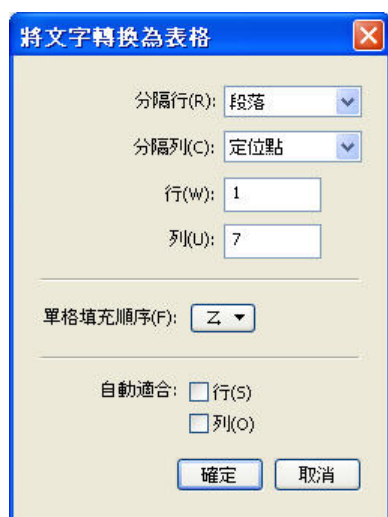 將文字轉換為表格
分隔行(R): 段落
分隔列(C): 定位點
行(W): 1
列(U): 7
單格填充順序(F):
自動適合: 行(S)
列(O)
確定 取消